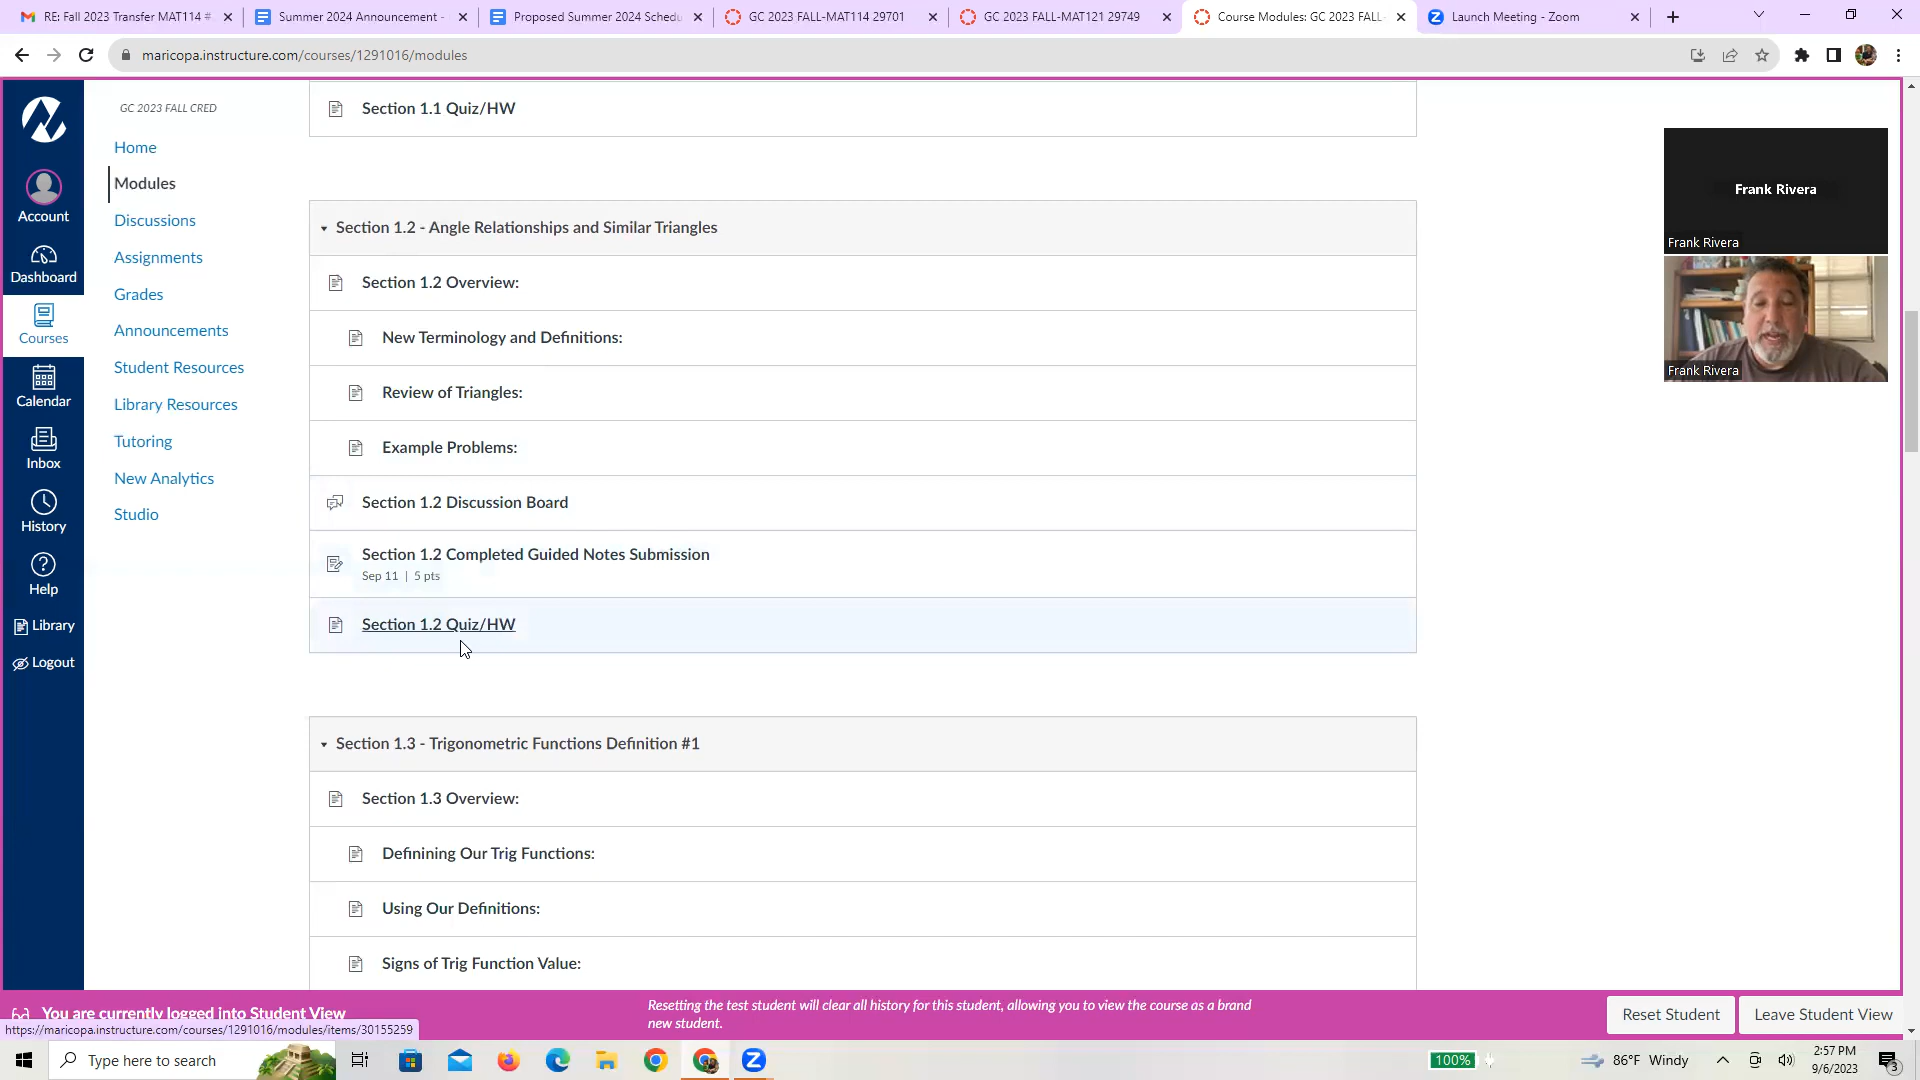 RE: Fall 2023 Transfer MAT114 #
Summer 2024 Announcement -
Proposed Summer 2024 Schedu
GC 2023 FALL-MAT114 29701
GC 2023 FALL-MAT121 29749
Course Modules: GC 2023 FALL-
Launch Meeting - Zoom
maricopa.instructure.com/courses/1291016/modules
GC 2023 FALL CRED
Home
Modules
Discussions
Assignments
Grades
Announcements
Student Resources
Library Resources
Tutoring
New Analytics
Studio
Account
Dashboard
Courses
Calendar
Inbox
History
Help
Library
Logout
Section 1.1 Quiz/HW
Section 1.2 - Angle Relationships and Similar Triangles
Section 1.2 Overview:
New Terminology and Definitions:
Review of Triangles:
Example Problems:
Section 1.2 Discussion Board
Section 1.2 Completed Guided Notes Submission
Sep 11 | 5 pts
Section 1.2 Quiz/HW
Section 1.3 - Trigonometric Functions Definition #1
Section 1.3 Overview:
Definining Our Trig Functions:
Using Our Definitions:
Signs of Trig Function Value:
Frank Rivera
Frank Rivera
Frank Rivera
You are currently logged into Student View
Resetting the test student will clear all history for this student, allowing you to view the course as a brand
new student.
Reset Student
Leave Student View
https://maricopa.instructure.com/courses/1291016/modules/items/30155259
Type here to search
100%
86°F Windy
2:57 PM
9/6/2023
3